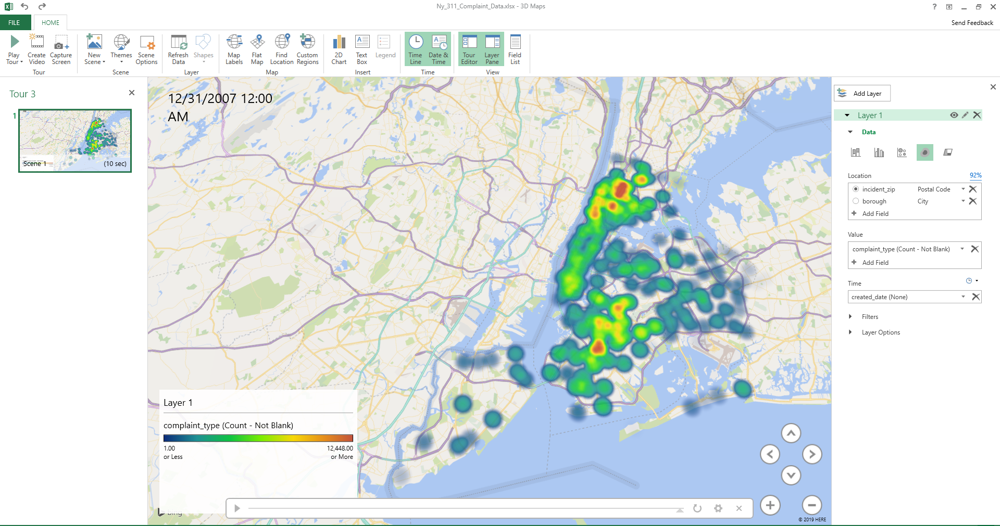 Ny_311_Complaint_Data.xlsx - 3D Maps
?
FILE
HOME
Send Feedback
Play Tour
Create Video
Capture Screen
Tour
New Scene
Themes
Scene Options
Scene
Refresh Data
Shapes
Layer
Map Labels
Flat Map
Find Location
Custom Regions
Map
2D Chart
Text Box
Legend
Insert
Time Line
Date & Time
Time
Tour Editor
Layer Pane
Field List
View
Tour 3
1
Scene 1
(10 sec)
12/31/2007 12:00
AM
Layer 1
complaint_type (Count - Not Blank)
1.00
or Less
12,448.00
or More
bing
© 2019 HERE
Add Layer
Layer 1
Data
Location
92%
incident_zip
Postal Code
borough
City
Add Field
Value
complaint_type (Count - Not Blank)
Add Field
Time
created_date (None)
Filters
Layer Options